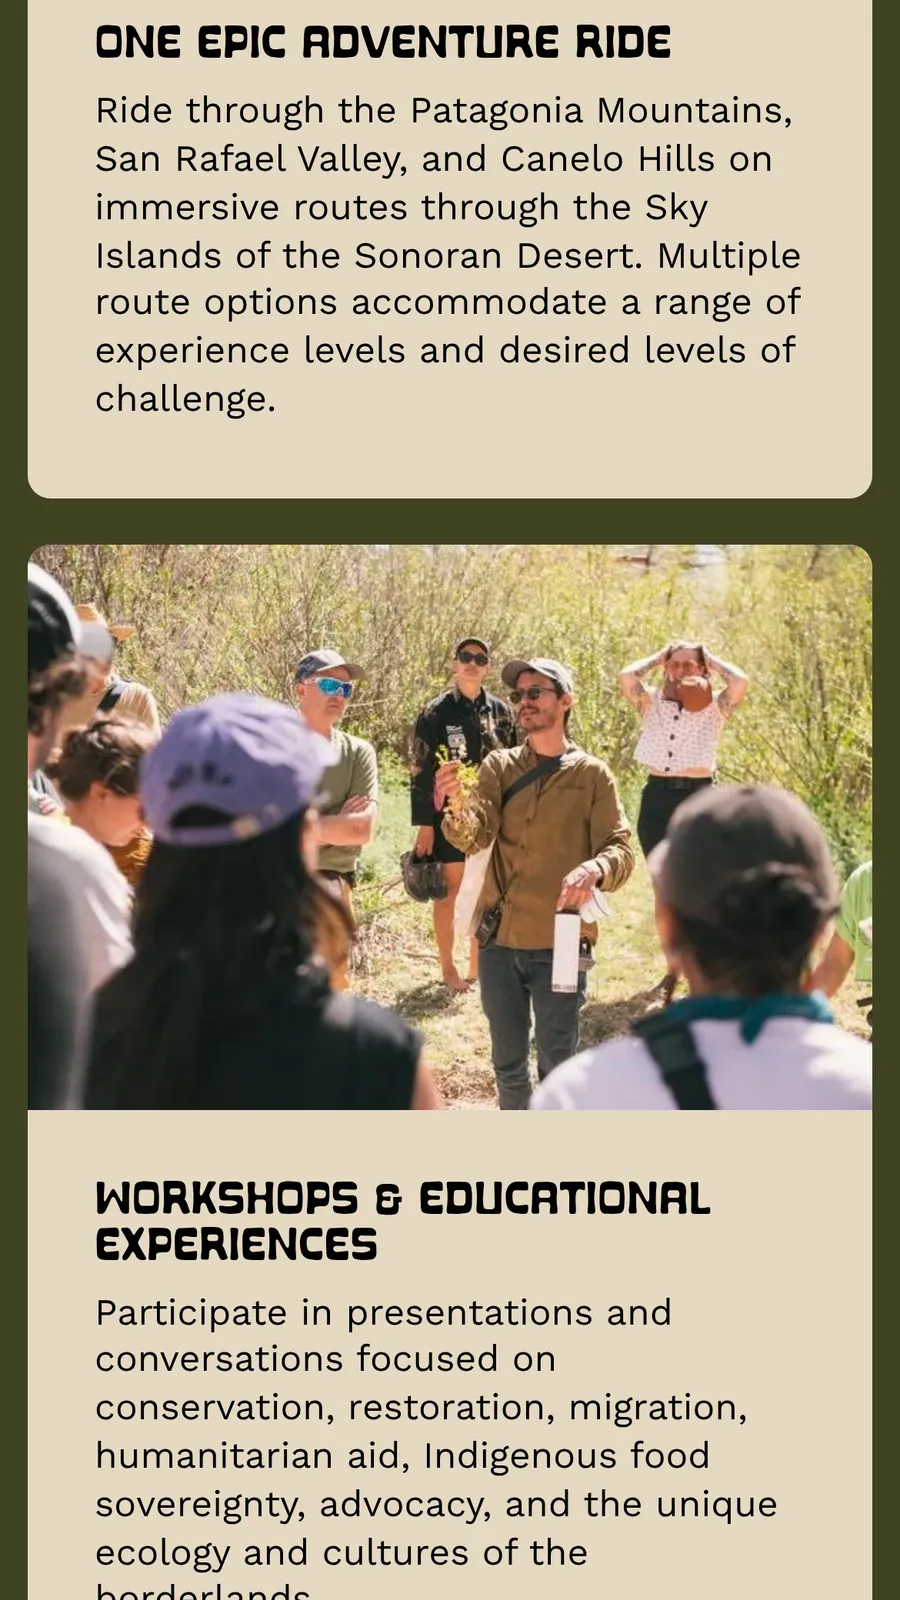 ONE EPIC ADVENTURE RIDE
Ride through the Patagonia Mountains,
San Rafael Valley, and Canelo Hills on
immersive routes through the Sky
Islands of the Sonoran Desert. Multiple
route options accommodate a range of
experience levels and desired levels of
challenge.
WORKSHOPS & EDUCATIONAL
EXPERIENCES
Participate in presentations and
conversations focused on
conservation, restoration, migration,
humanitarian aid, Indigenous food
sovereignty, advocacy, and the unique
ecology and cultures of the
borderlands.